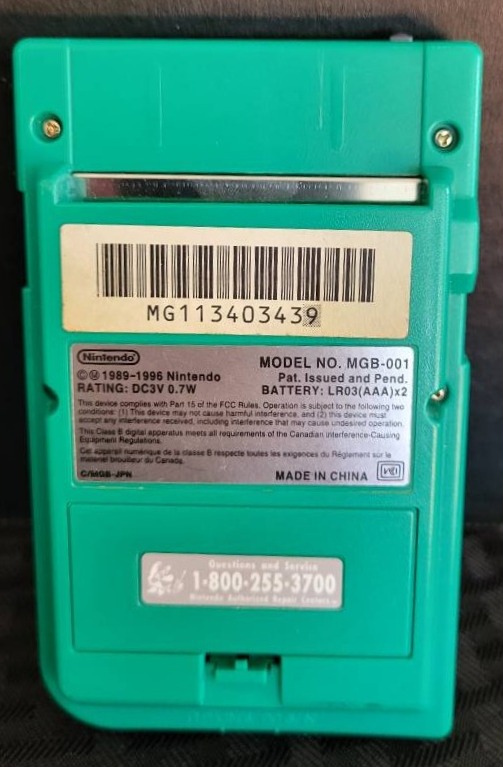 MG113403439
Nintendo
©Ⓜ 1989-1996 Nintendo
RATING: DC3V 0.7W
MODEL NO. MGB-001
Pat. Issued and Pend.
BATTERY: LR03(AAA)x2
This device complies with Part 15 of the FCC Rules. Operation is subject to the following two
conditions: (1) This device may not cause harmful interference, and (2) this device must
accept any interference received, including interference that may cause undesired operation.
This Class B digital apparatus meets all requirements of the Canadian Interference-Causing
Equipment Regulations.
Cet appareil numérique de la classe B respecte toutes les exigences du Règlement sur le
matériel brouilleur du Canada.
C/MGB-JPN
MADE IN CHINA
Questions and Service
1-800-255-3700
Nintendo Authorized Repair Centers